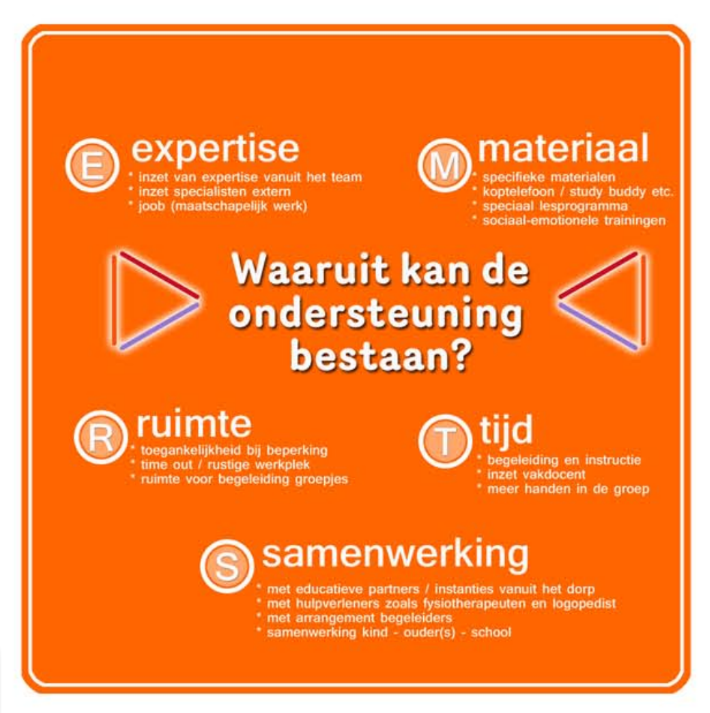 E expertise
* inzet van expertise vanuit het team
* inzet specialisten extern
* joob (maatschapelijk werk)
M materiaal
* specifieke materialen
* koptelefoon / study buddy etc.
* speciaal lesprogramma
* sociaal-emotionele trainingen
Waaruit kan de
ondersteuning
bestaan?
R ruimte
* toegankelijkheid bij beperking
* time out / rustige werkplek
* ruimte voor begeleiding groepjes
T tijd
* begeleiding en instructie
* inzet vakdocent
* meer handen in de groep
S samenwerking
* met educatieve partners / instanties vanuit het dorp
* met hulpverleners zoals fysiotherapeuten en logopedist
* met arrangement begeleiders
* samenwerking kind - ouder(s) - school